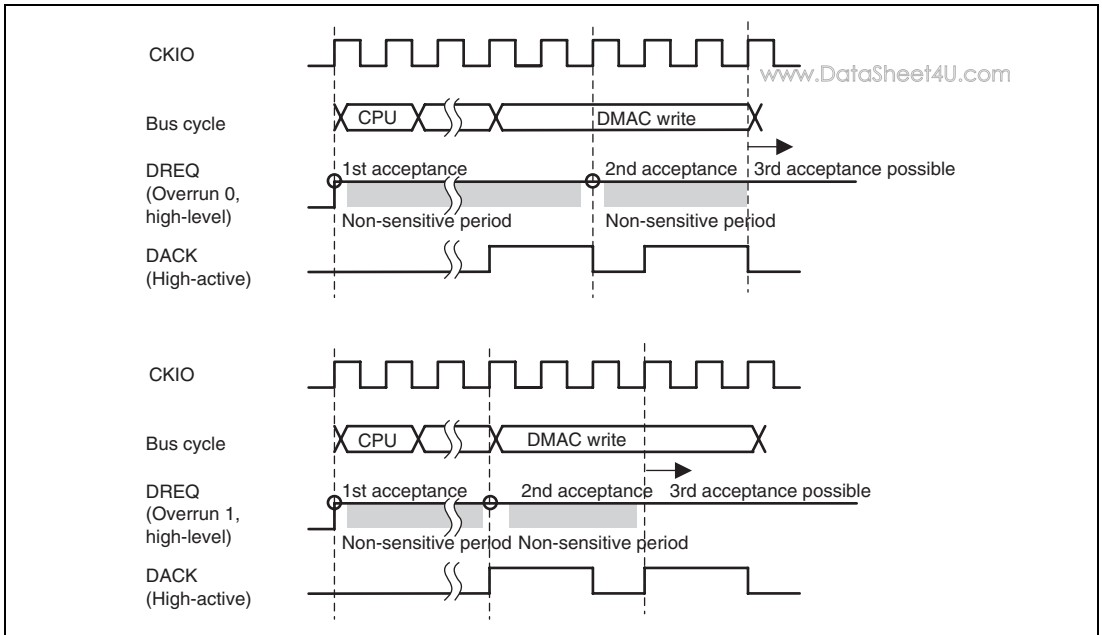 CKIO
www.DataSheet4U.com
Bus cycle
CPU
DMAC write
DREQ
(Overrun 0,
high-level)
1st acceptance
2nd acceptance
3rd acceptance possible
Non-sensitive period
Non-sensitive period
DACK
(High-active)
CKIO
Bus cycle
CPU
DMAC write
DREQ
(Overrun 1,
high-level)
1st acceptance
2nd acceptance
3rd acceptance possible
Non-sensitive period
Non-sensitive period
DACK
(High-active)